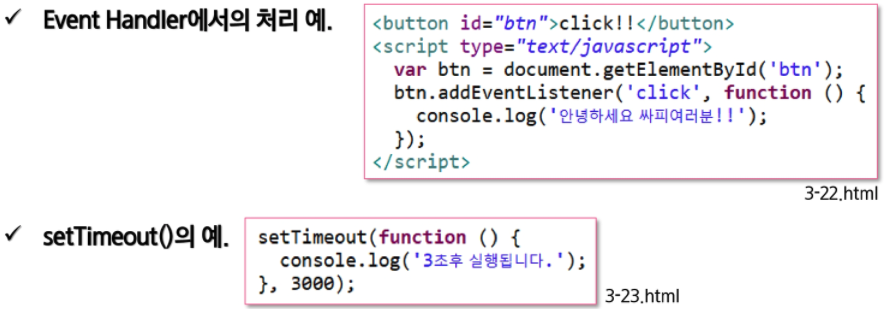 ✓ Event Handler에서의 처리 예.
<button id="btn">click!!</button>
<script type="text/javascript">
  var btn = document.getElementById('btn');
  btn.addEventListener('click', function () {
    console.log('안녕하세요 싸피여러분!!');
  });
</script>
3-22.html
✓ setTimeout()의 예.
setTimeout(function () {
  console.log('3초후 실행됩니다.');
}, 3000);
3-23.html